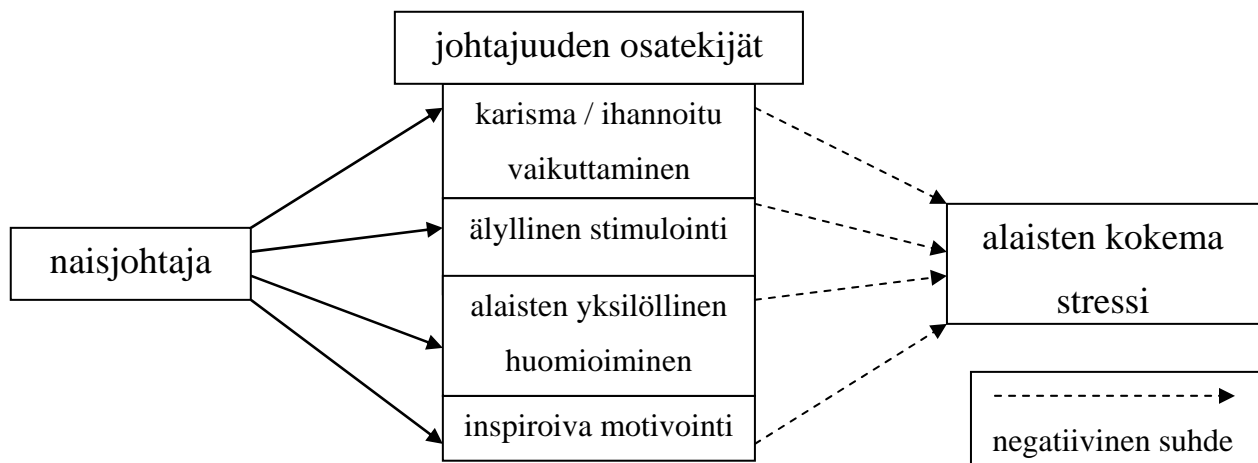 johtajuuden osatekijät
karisma / ihannoitu
vaikuttaminen
älyllinen stimulointi
alaisten yksilöllinen
huomioiminen
inspiroiva motivointi
naisjohtaja
alaisten kokema
stressi
negatiivinen suhde